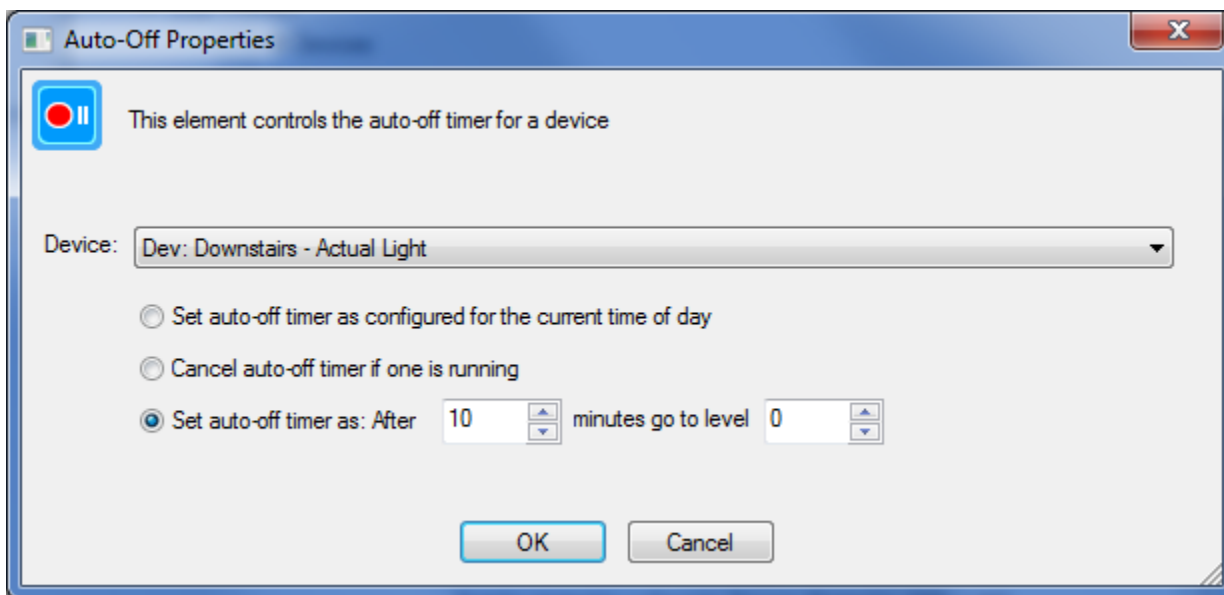 Auto-Off Properties
This element controls the auto-off timer for a device
Device: Dev: Downstairs - Actual Light
Set auto-off timer as configured for the current time of day
Cancel auto-off timer if one is running
Set auto-off timer as: After 10 minutes go to level 0
OK Cancel